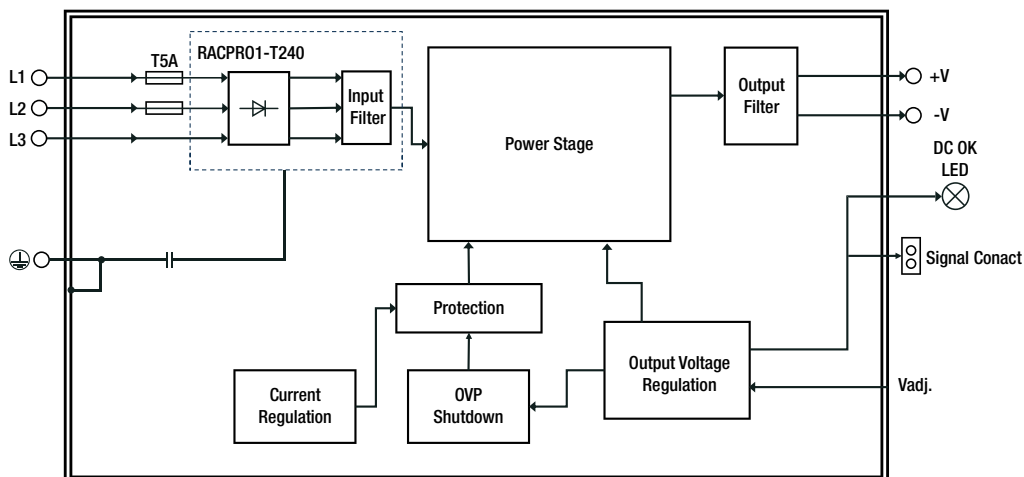 T5A
RACPRO1-T240
L1
L2
L3
Input
Filter
Power Stage
Output
Filter
+V
-V
DC OK
LED
Signal Conact
Protection
Current
Regulation
OVP
Shutdown
Output Voltage
Regulation
Vadj.